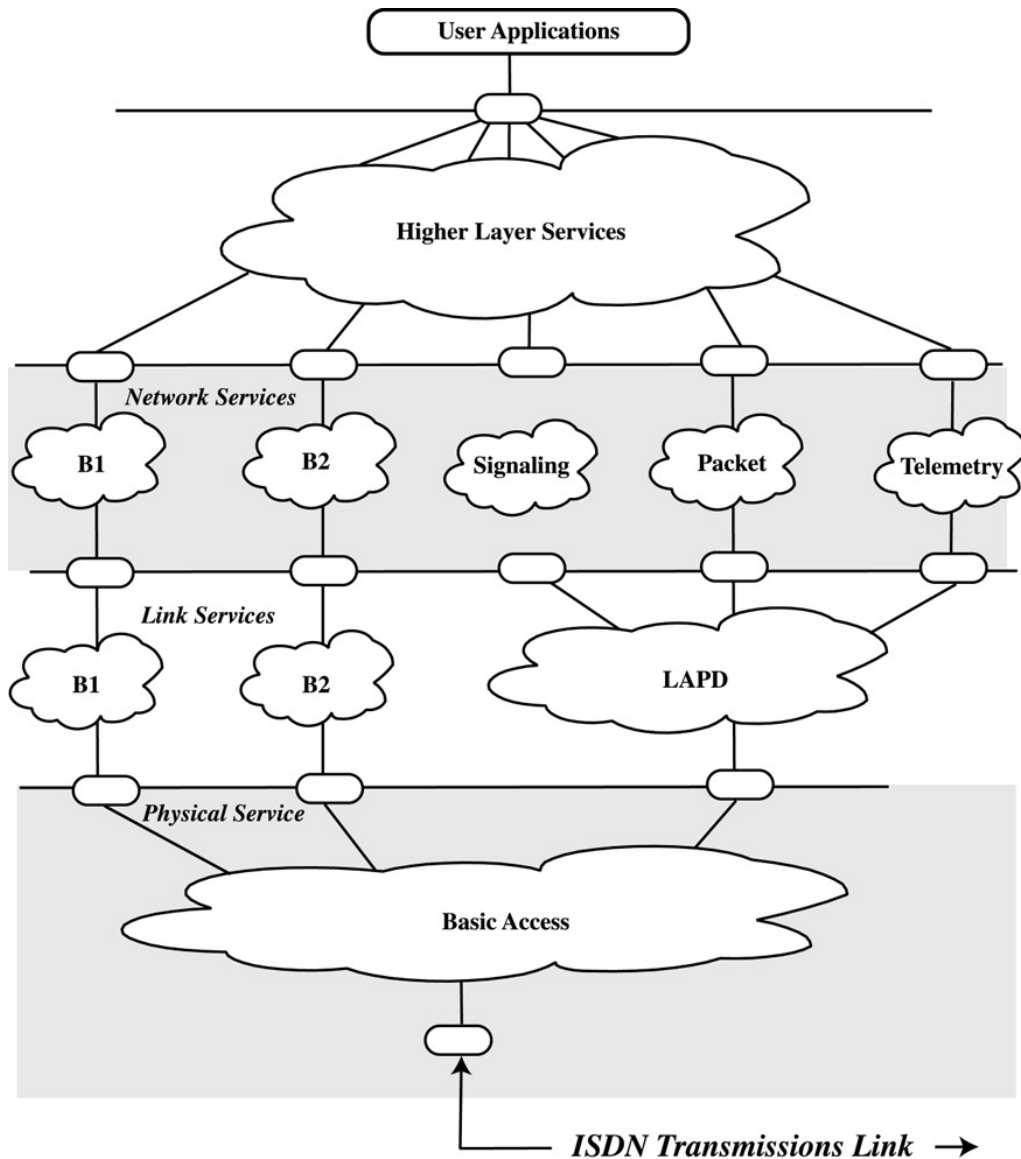 User Applications
Higher Layer Services
Network Services
B1
B2
Signaling
Packet
Telemetry
Link Services
B1
B2
LAPD
Physical Service
Basic Access
ISDN Transmissions Link